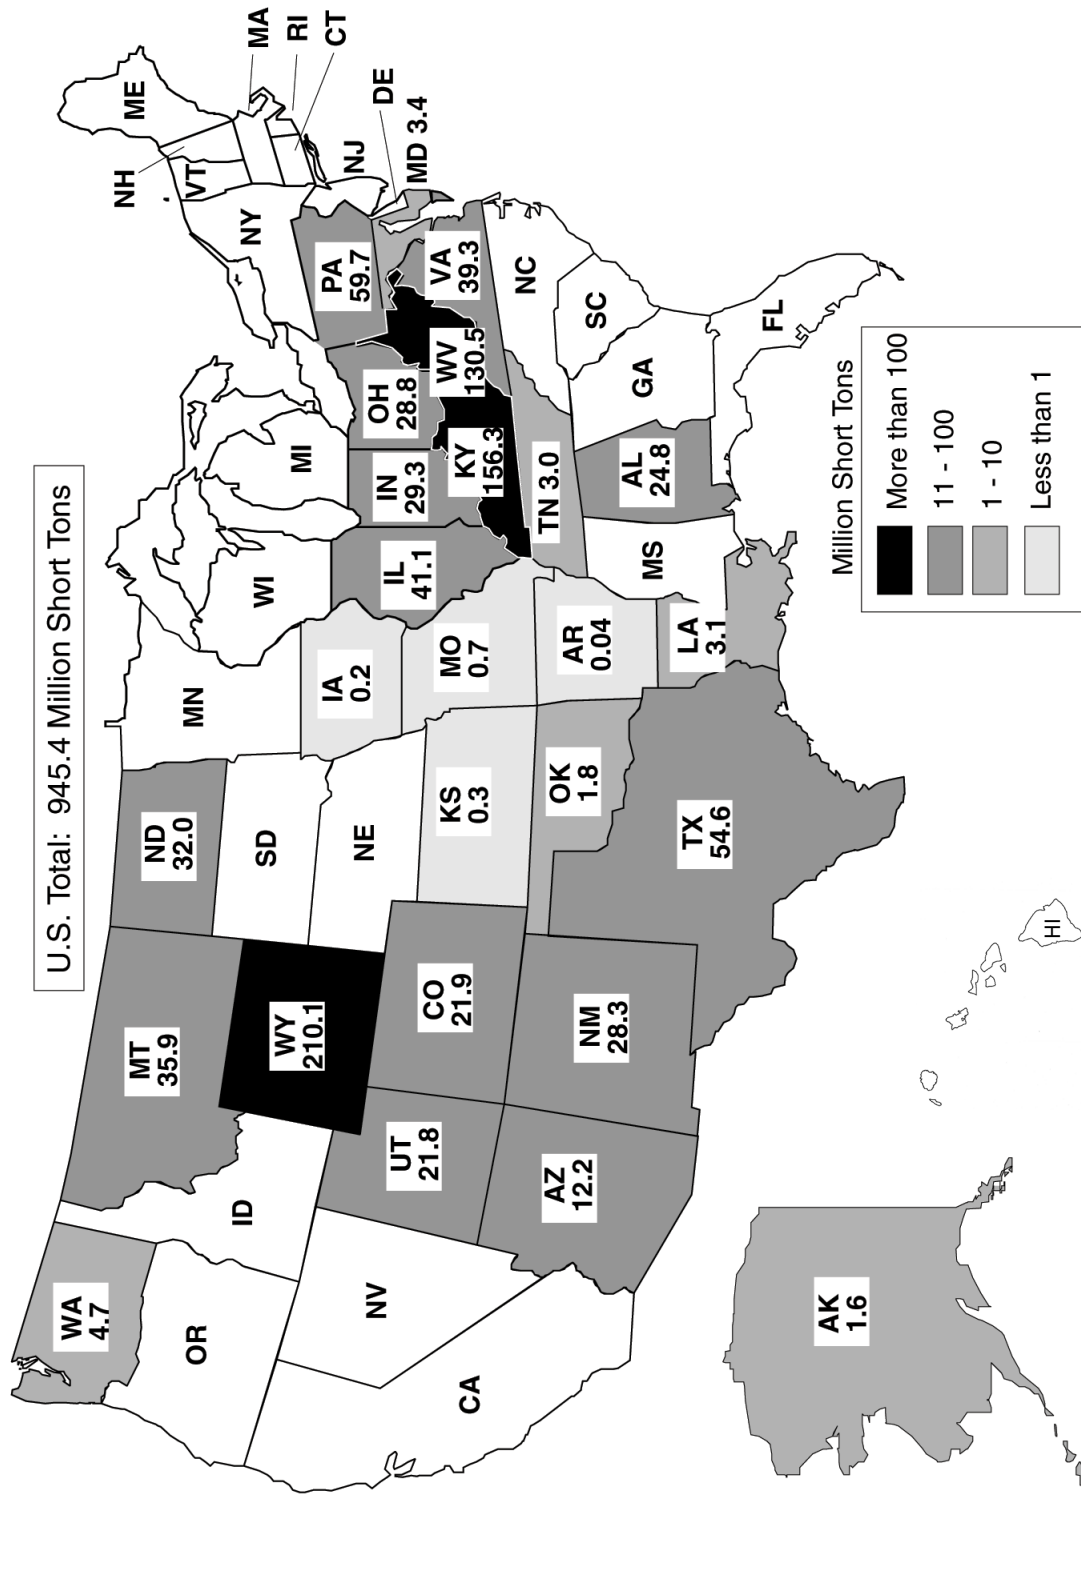 U.S. Total: 945.4 Million Short Tons
WA
4.7
MT
35.9
ND
32.0
MN
WI
MI
NY
VT
NH
ME
MA
RI
CT
NJ
DE
MD 3.4
OR
ID
WY
210.1
SD
IA
0.2
IL
41.1
IN
29.3
OH
28.8
PA
59.7
NV
UT
21.8
CO
21.9
NE
KS
0.3
MO
0.7
KY
156.3
WV
130.5
VA
39.3
CA
AZ
12.2
NM
28.3
OK
1.8
TX
54.6
AR
0.04
LA
3.1
TN 3.0
MS
AL
24.8
GA
NC
SC
FL
AK
1.6
HI
Million Short Tons
More than 100
11 - 100
1 - 10
Less than 1